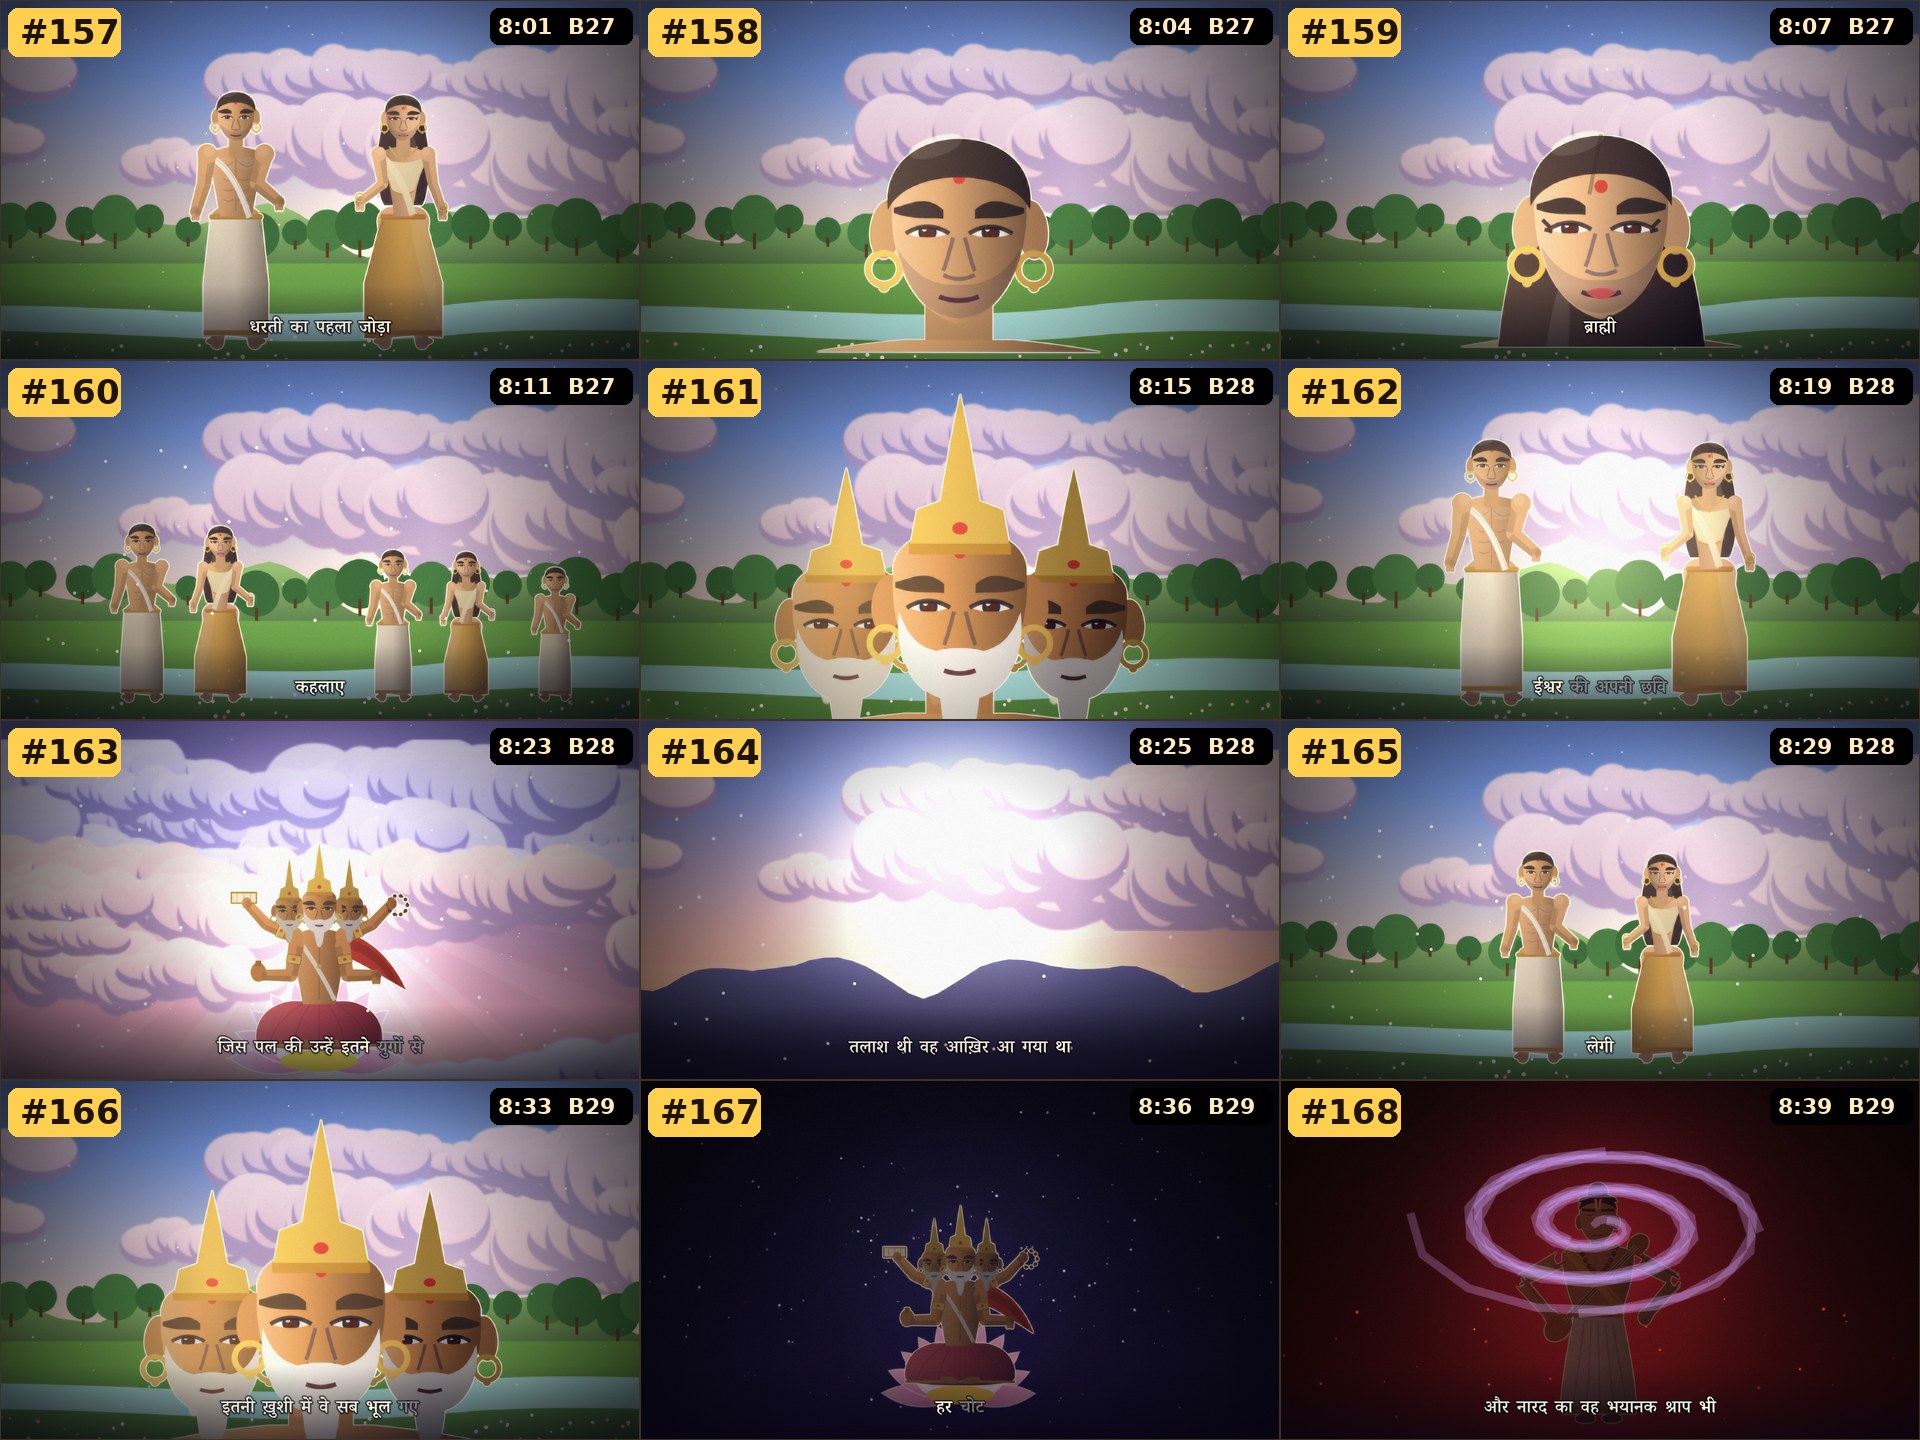 #157
8:01 B27
धरती का पहला जोड़ा
#158
8:04 B27
#159
8:07 B27
ब्राह्मी
#160
8:11 B27
कहलाए
#161
8:15 B28
#162
8:19 B28
ईश्वर की अपनी छवि
#163
8:23 B28
जिस पल की उन्हें इतने युगों से
#164
8:25 B28
तलाश थी वह आख़िर आ गया था
#165
8:29 B28
लेगी
#166
8:33 B29
इतनी ख़ुशी में वे सब भूल गए
#167
8:36 B29
हर चोट
#168
8:39 B29
और नारद का वह भयानक श्राप भी